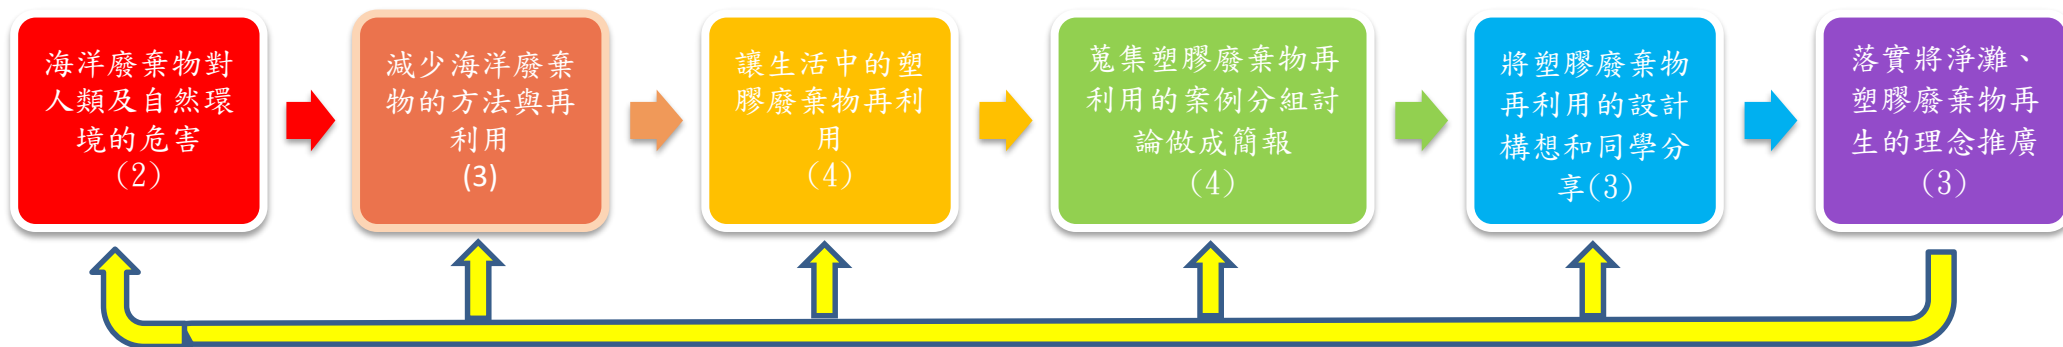 海洋廢棄物對
人類及自然環
境的危害
(2)
減少海洋廢棄
物的方法與再
利用
(3)
讓生活中的塑
膠廢棄物再利
用
(4)
蒐集塑膠廢棄物再
利用的案例分組討
論做成簡報
(4)
將塑膠廢棄物
再利用的設計
構想和同學分
享(3)
落實將淨灘、
塑膠廢棄物再
生的理念推廣
(3)